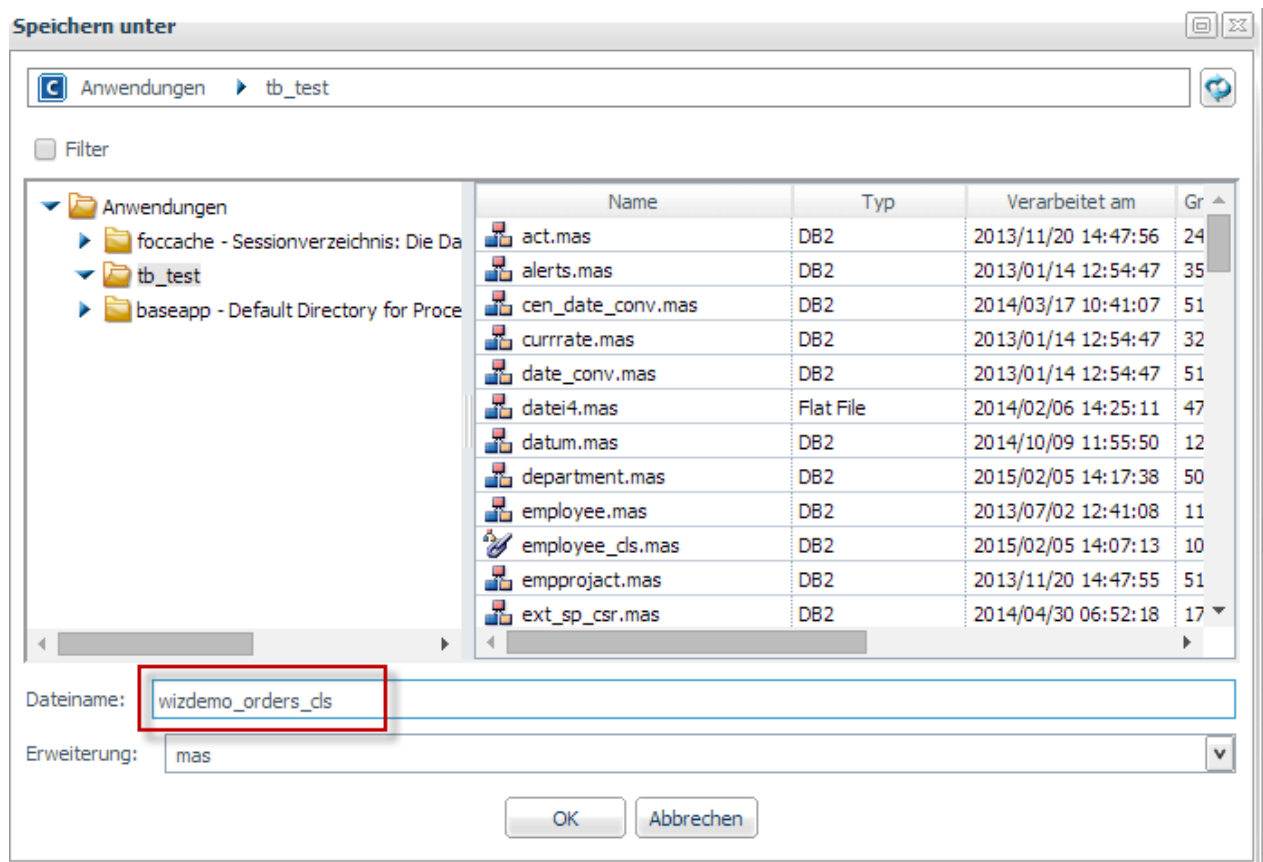 Speichern unter
C Anwendungen tb_test
Filter
Anwendungen
foccache - Sessionverzeichnis: Die Da
tb_test
baseapp - Default Directory for Proce
Name Typ Verarbeitet am Gr
act.mas DB2 2013/11/20 14:47:56 24
alerts.mas DB2 2013/01/14 12:54:47 35
cen_date_conv.mas DB2 2014/03/17 10:41:07 51
currrate.mas DB2 2013/01/14 12:54:47 32
date_conv.mas DB2 2013/01/14 12:54:47 51
datei4.mas Flat File 2014/02/06 14:25:11 47
datum.mas DB2 2014/10/09 11:55:50 12
department.mas DB2 2015/02/05 14:17:38 50
employee.mas DB2 2013/07/02 12:41:08 11
employee_cls.mas DB2 2015/02/05 14:07:13 10
empprojact.mas DB2 2013/11/20 14:47:55 51
ext_sp_csr.mas DB2 2014/04/30 06:52:18 17
Dateiname: wizdemo_orders_cls
Erweiterung: mas
OK Abbrechen